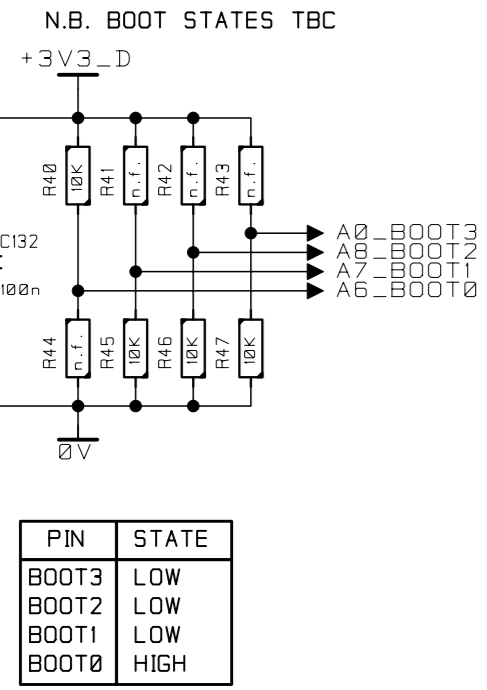 N.B. BOOT STATES TBC
+3V3_D
R40 10K R41 n.f. R42 n.f. R43 n.f.
A0_BOOT3
C132
A8_BOOT2
A7_BOOT1
100n
A6_BOOT0
R44 n.f. R45 10K R46 10K R47 10K
0V
PIN STATE
BOOT3 LOW
BOOT2 LOW
BOOT1 LOW
BOOT0 HIGH